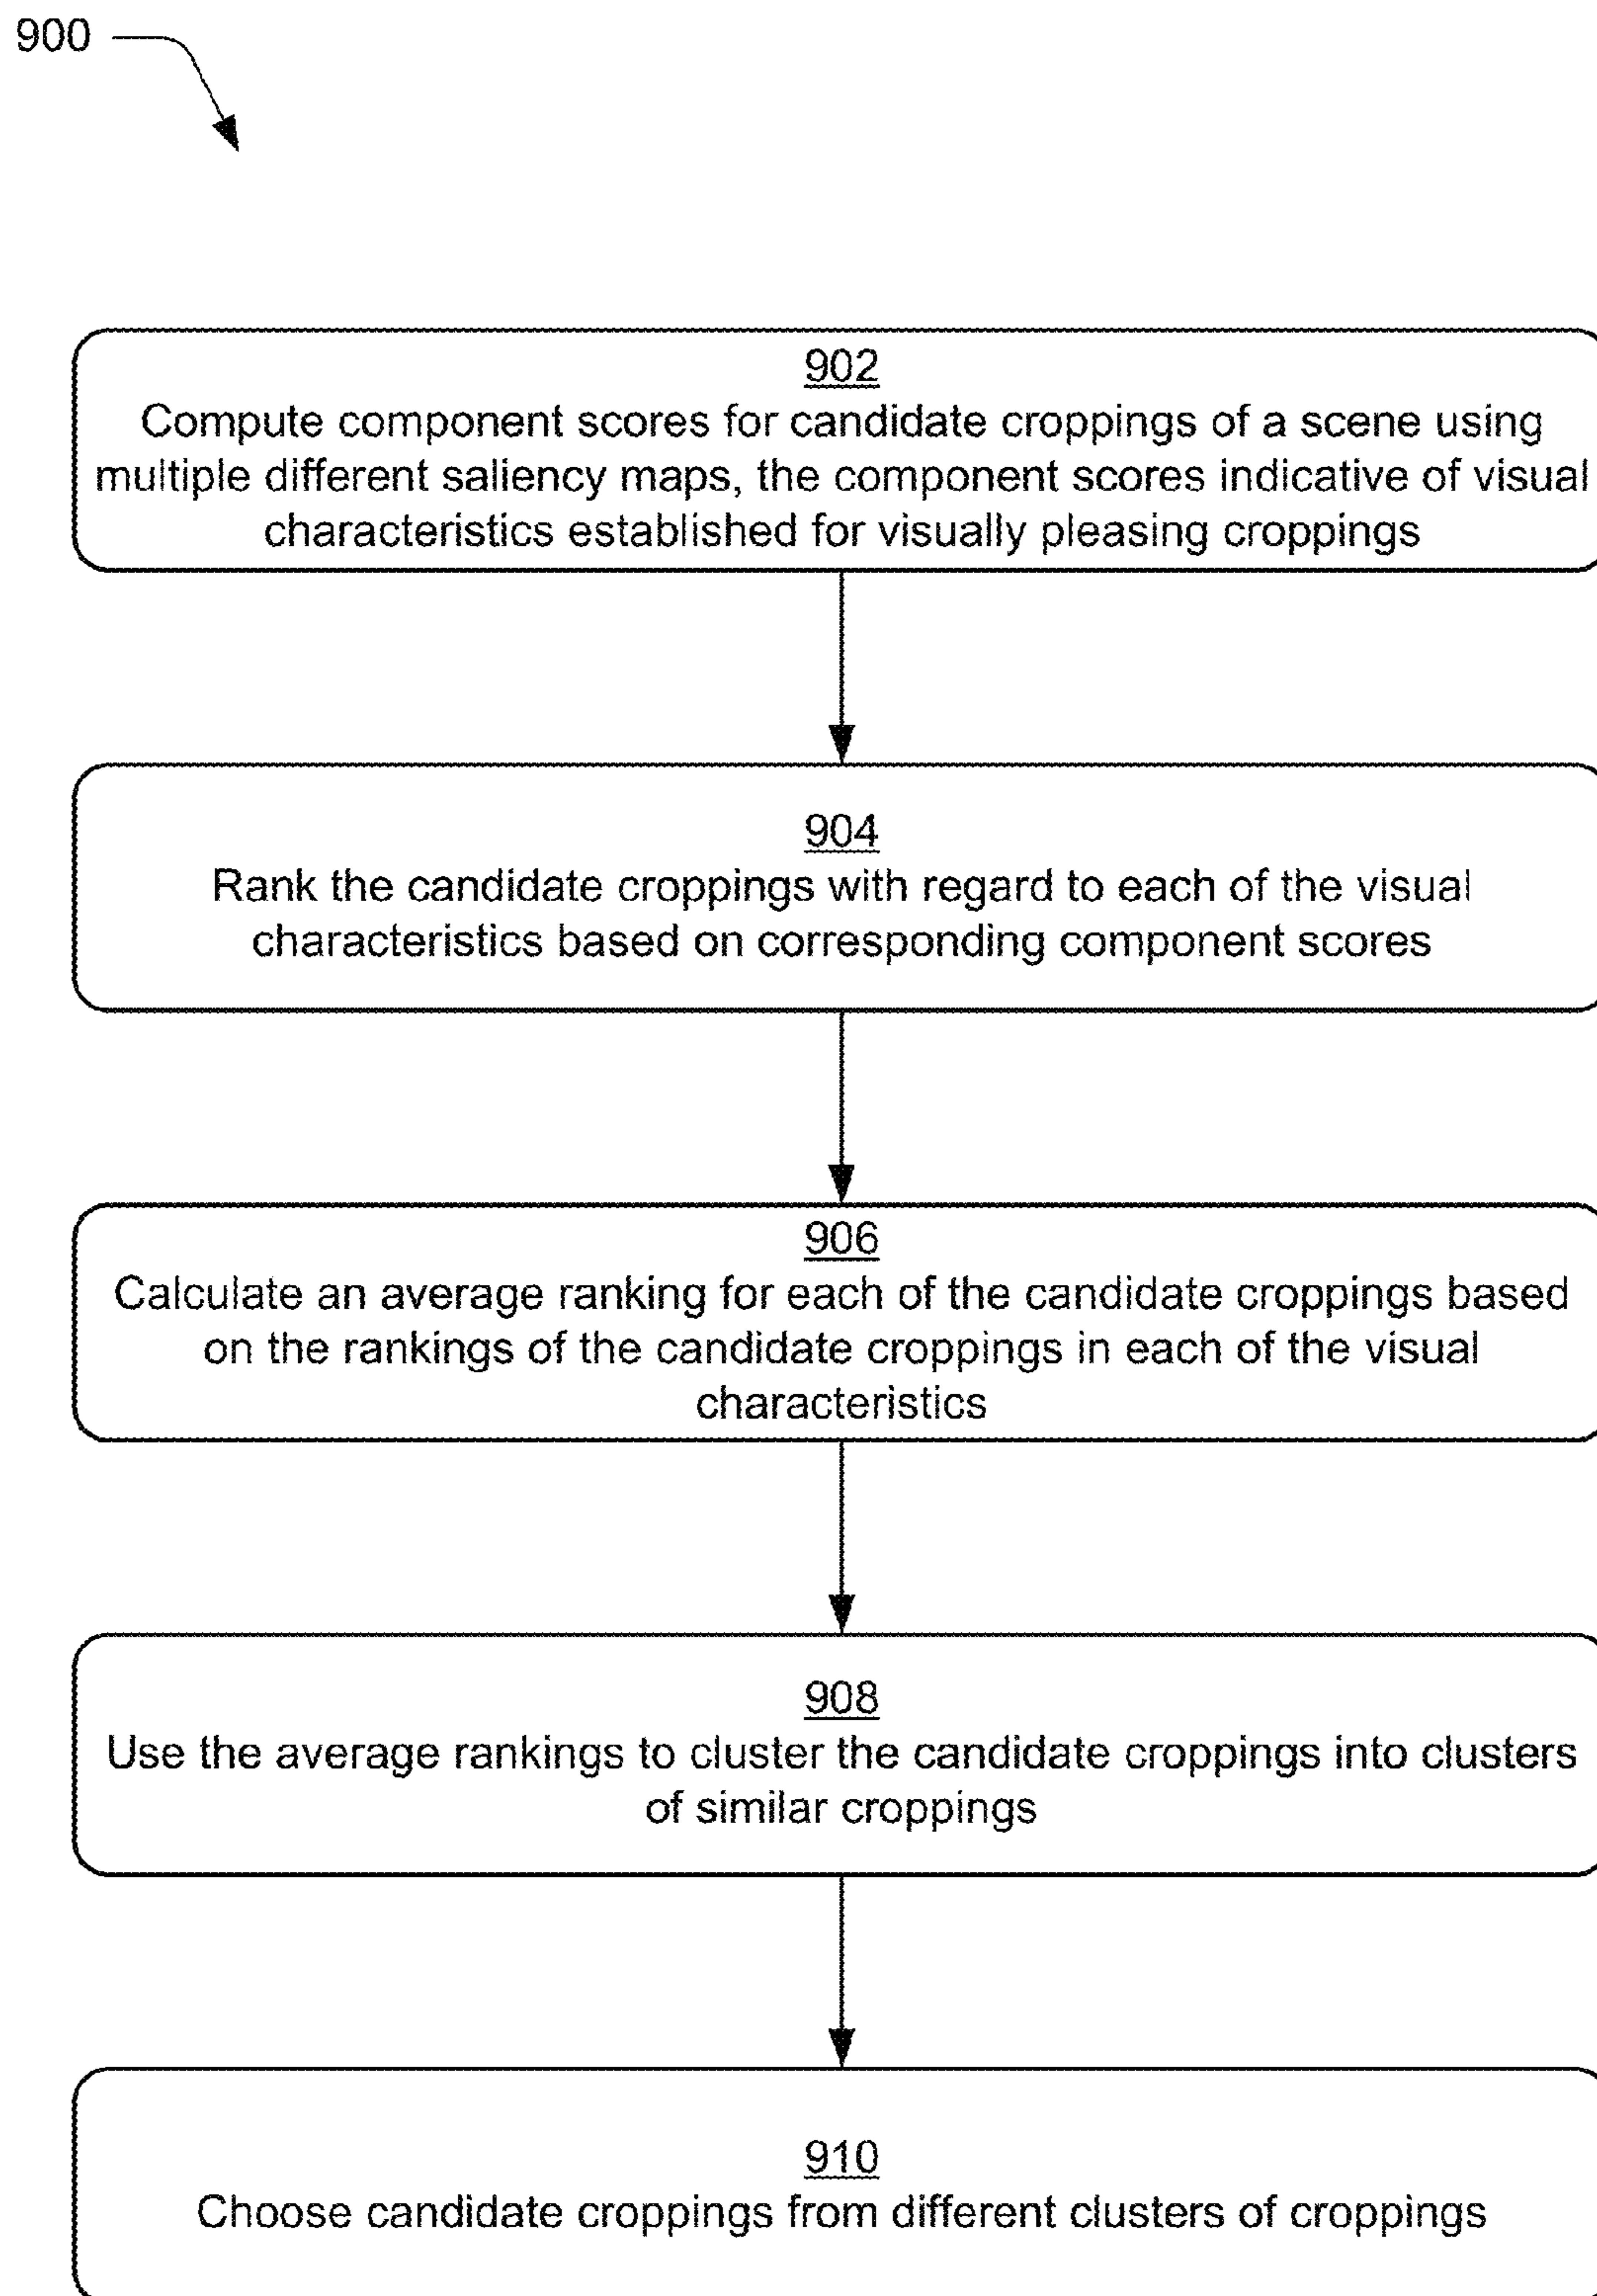 900
902
Compute component scores for candidate croppings of a scene using
multiple different saliency maps, the component scores indicative of visual
characteristics established for visually pleasing croppings
904
Rank the candidate croppings with regard to each of the visual
characteristics based on corresponding component scores
906
Calculate an average ranking for each of the candidate croppings based
on the rankings of the candidate croppings in each of the visual
characteristics
908
Use the average rankings to cluster the candidate croppings into clusters
of similar croppings
910
Choose candidate croppings from different clusters of croppings